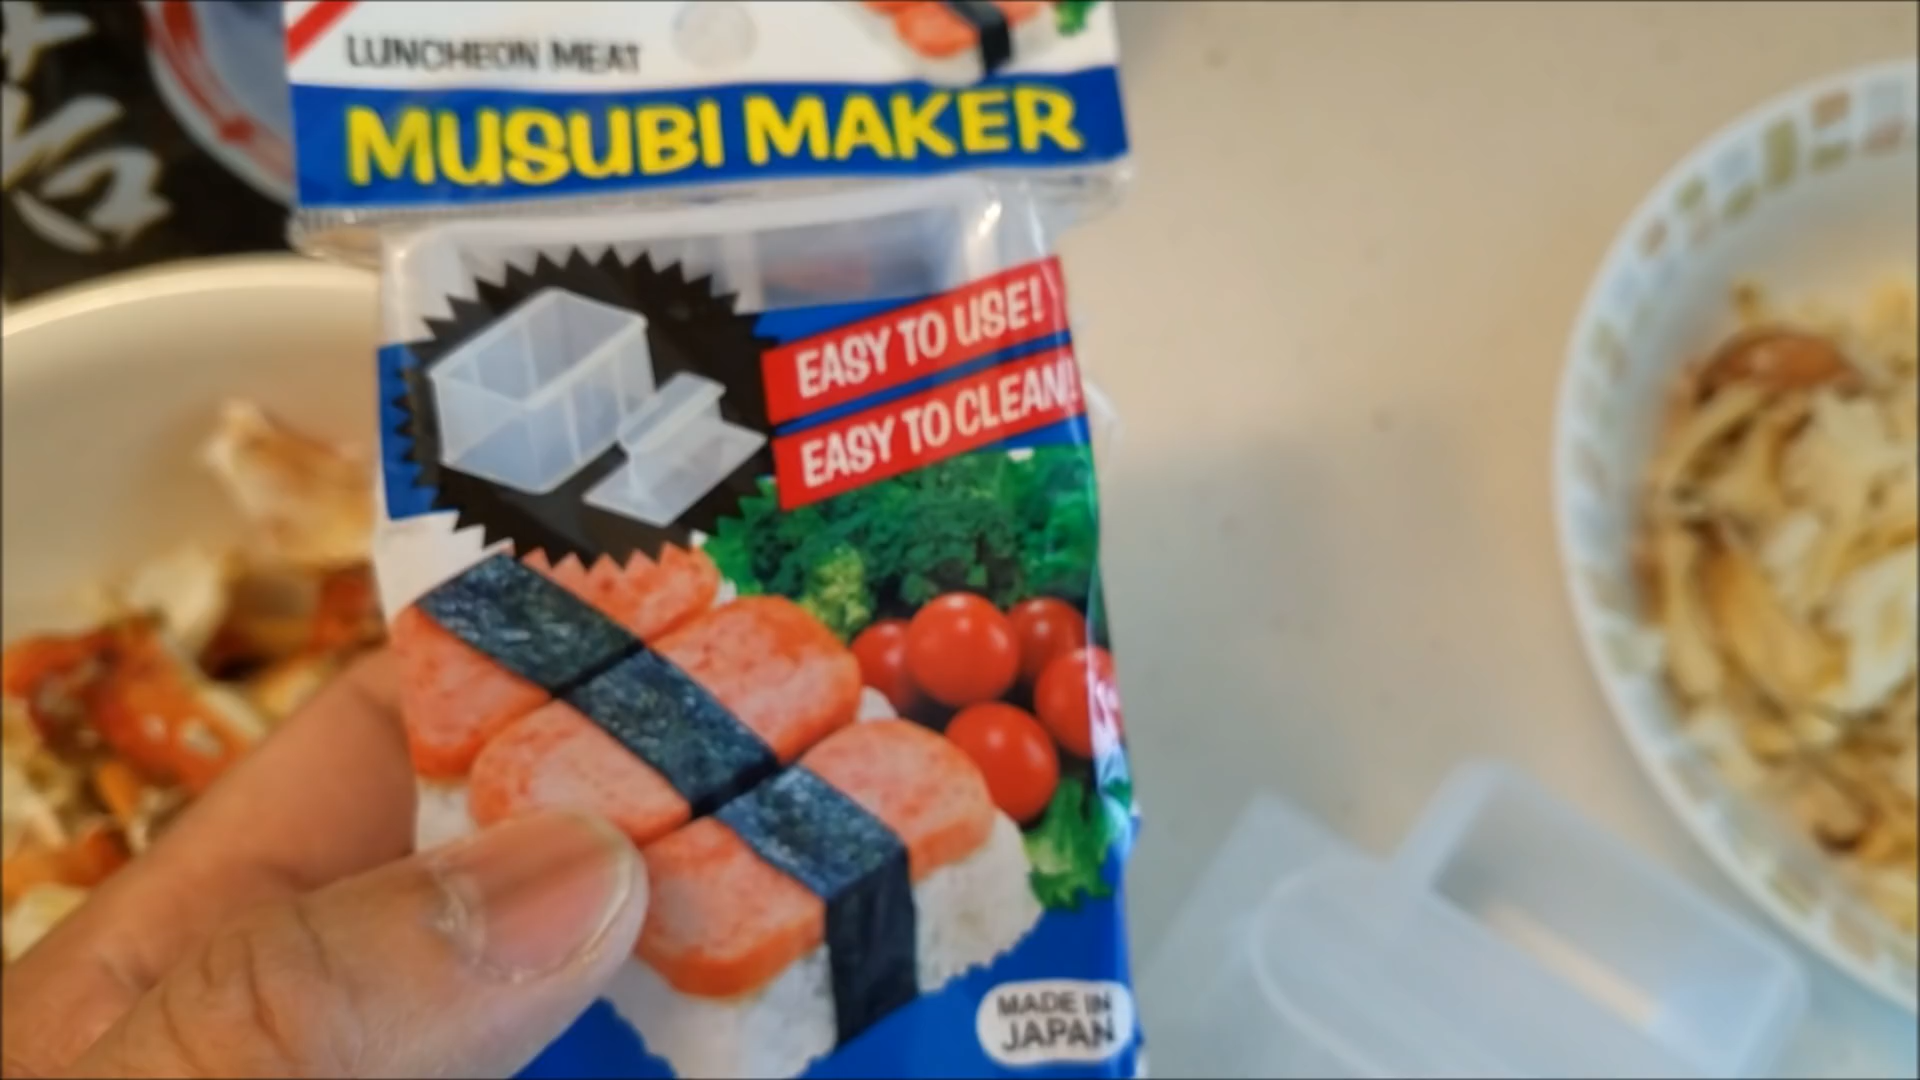 LUNCHEON MEAT
MUSUBI MAKER
EASY TO USE!
EASY TO CLEAN!
MADE IN
JAPAN